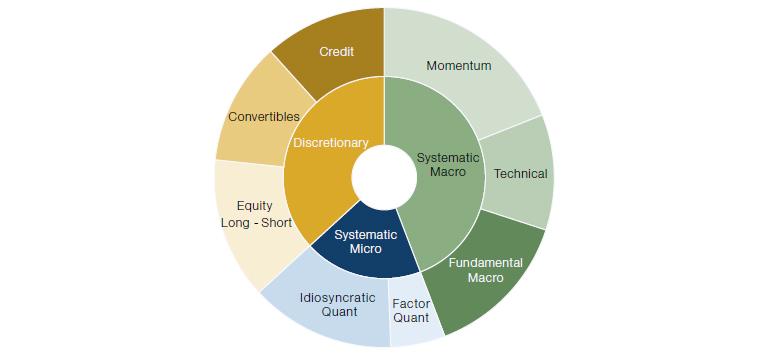 Credit
Momentum
Convertibles
Discretionary
Systematic
Macro
Technical
Equity
Long - Short
Systematic
Micro
Fundamental
Macro
Idiosyncratic
Quant
Factor
Quant